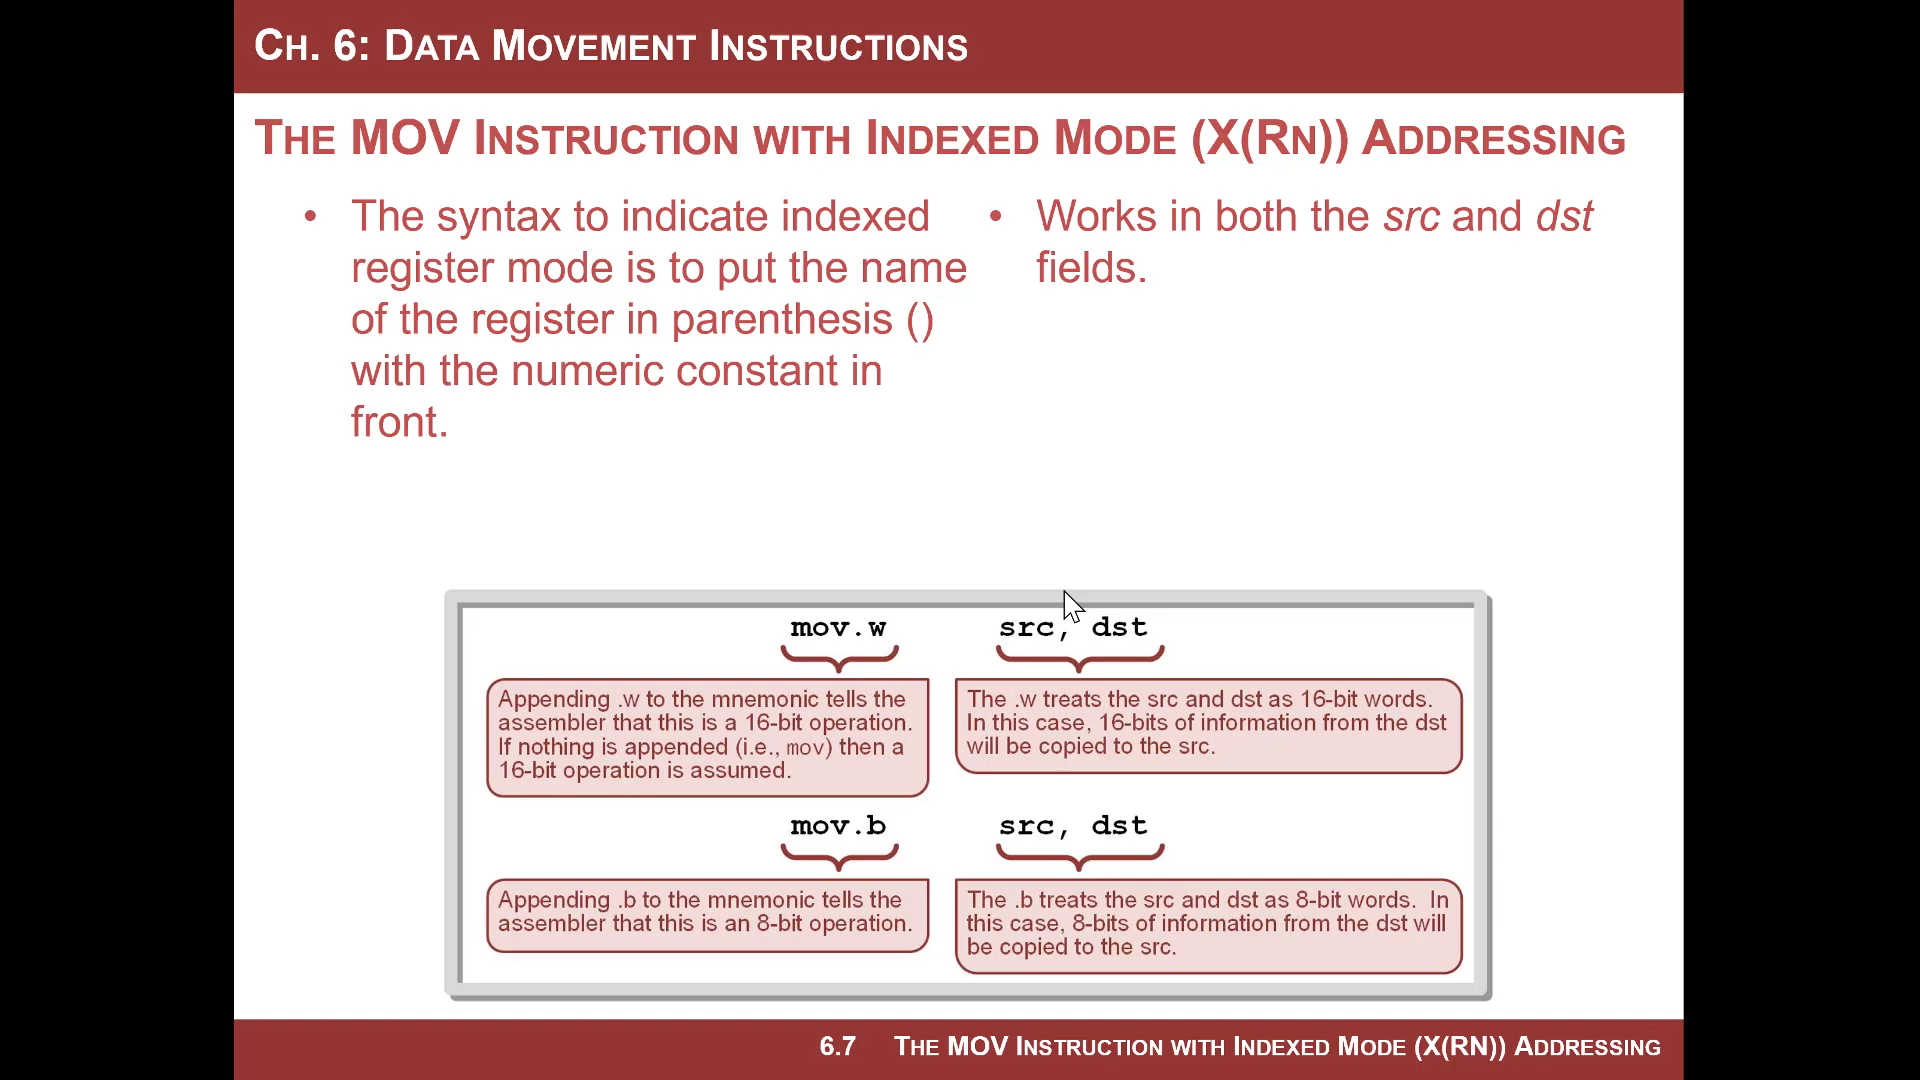 CH. 6: DATA MOVEMENT INSTRUCTIONS
THE MOV INSTRUCTION WITH INDEXED MODE (X(RN)) ADDRESSING
• The syntax to indicate indexed
register mode is to put the name
of the register in parenthesis ()
with the numeric constant in
front.
• Works in both the src and dst
fields.
mov.w src, dst
Appending .w to the mnemonic tells the
assembler that this is a 16-bit operation.
If nothing is appended (i.e., mov) then a
16-bit operation is assumed.
The .w treats the src and dst as 16-bit words.
In this case, 16-bits of information from the dst
will be copied to the src.
mov.b src, dst
Appending .b to the mnemonic tells the
assembler that this is an 8-bit operation.
The .b treats the src and dst as 8-bit words. In
this case, 8-bits of information from the dst will
be copied to the src.
6.7 THE MOV INSTRUCTION WITH INDEXED MODE (X(RN)) ADDRESSING